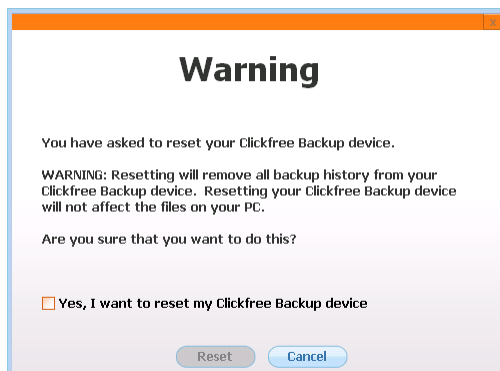 x
Warning
You have asked to reset your Clickfree Backup device.
WARNING: Resetting will remove all backup history from your
Clickfree Backup device. Resetting your Clickfree Backup device
will not affect the files on your PC.
Are you sure that you want to do this?
Yes, I want to reset my Clickfree Backup device
Reset Cancel